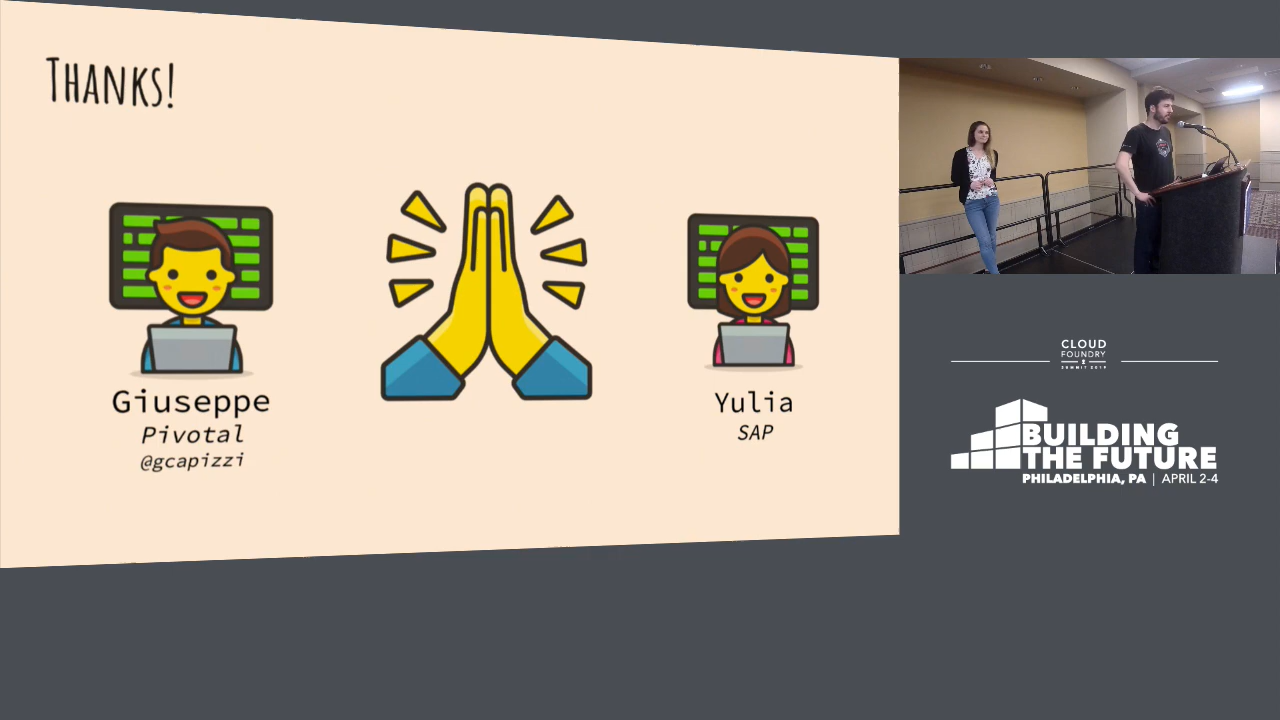 THANKS!
Giuseppe
Pivotal
@gcapizzi
Yulia
SAP
CLOUD
FOUNDRY
SUMMIT 2019
BUILDING
THE FUTURE
PHILADELPHIA, PA | APRIL 2-4